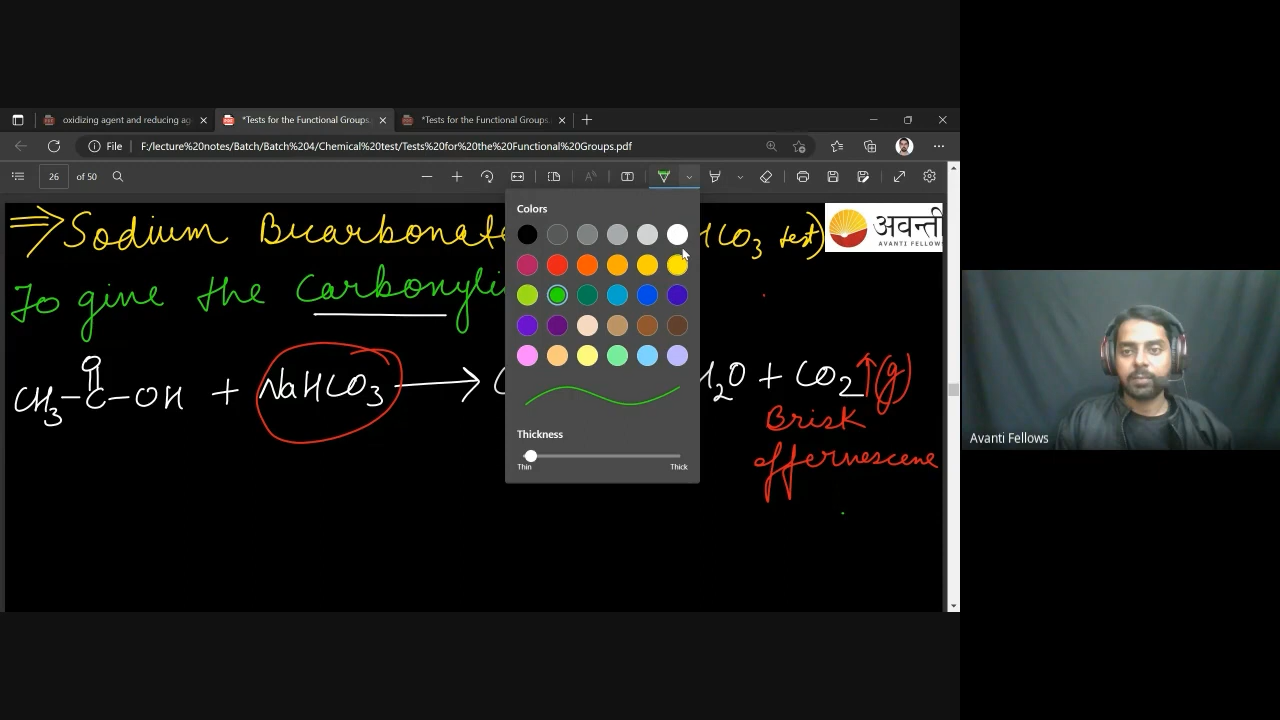 oxidizing agent and reducing ag
*Tests for the Functional Groups.
*Tests for the Functional Groups.
File F:/lecture%20notes/Batch/Batch%204/Chemical%20test/Tests%20for%20the%20Functional%20Groups.pdf
26 of 50
Colors
⇒ Sodium Bicarbonate HCO3 test)
अवन्ती
AVANTI FELLOWS
To give the Carbonyli
O
CH3-C-OH + NaHCO3 → C H2O + CO2↑(g)
Brisk
effervescene
Thickness
Thin Thick
Avanti Fellows